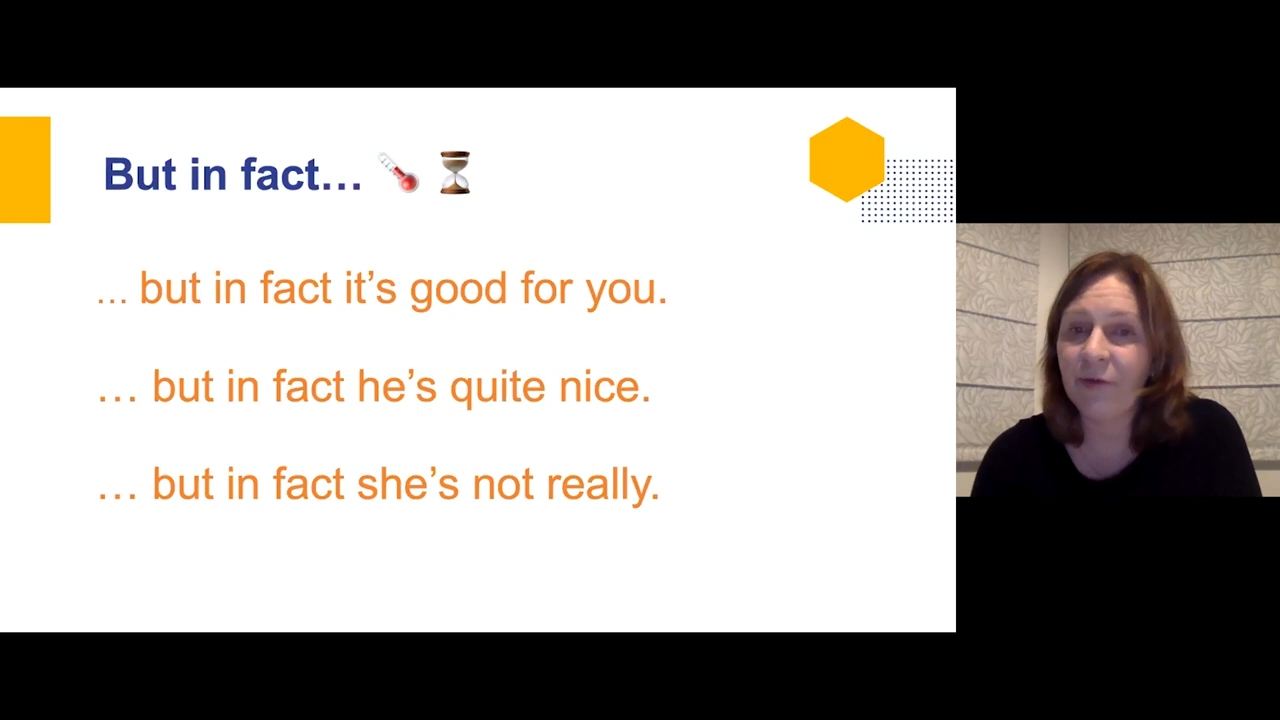 But in fact…
… but in fact it’s good for you.
… but in fact he’s quite nice.
… but in fact she’s not really.